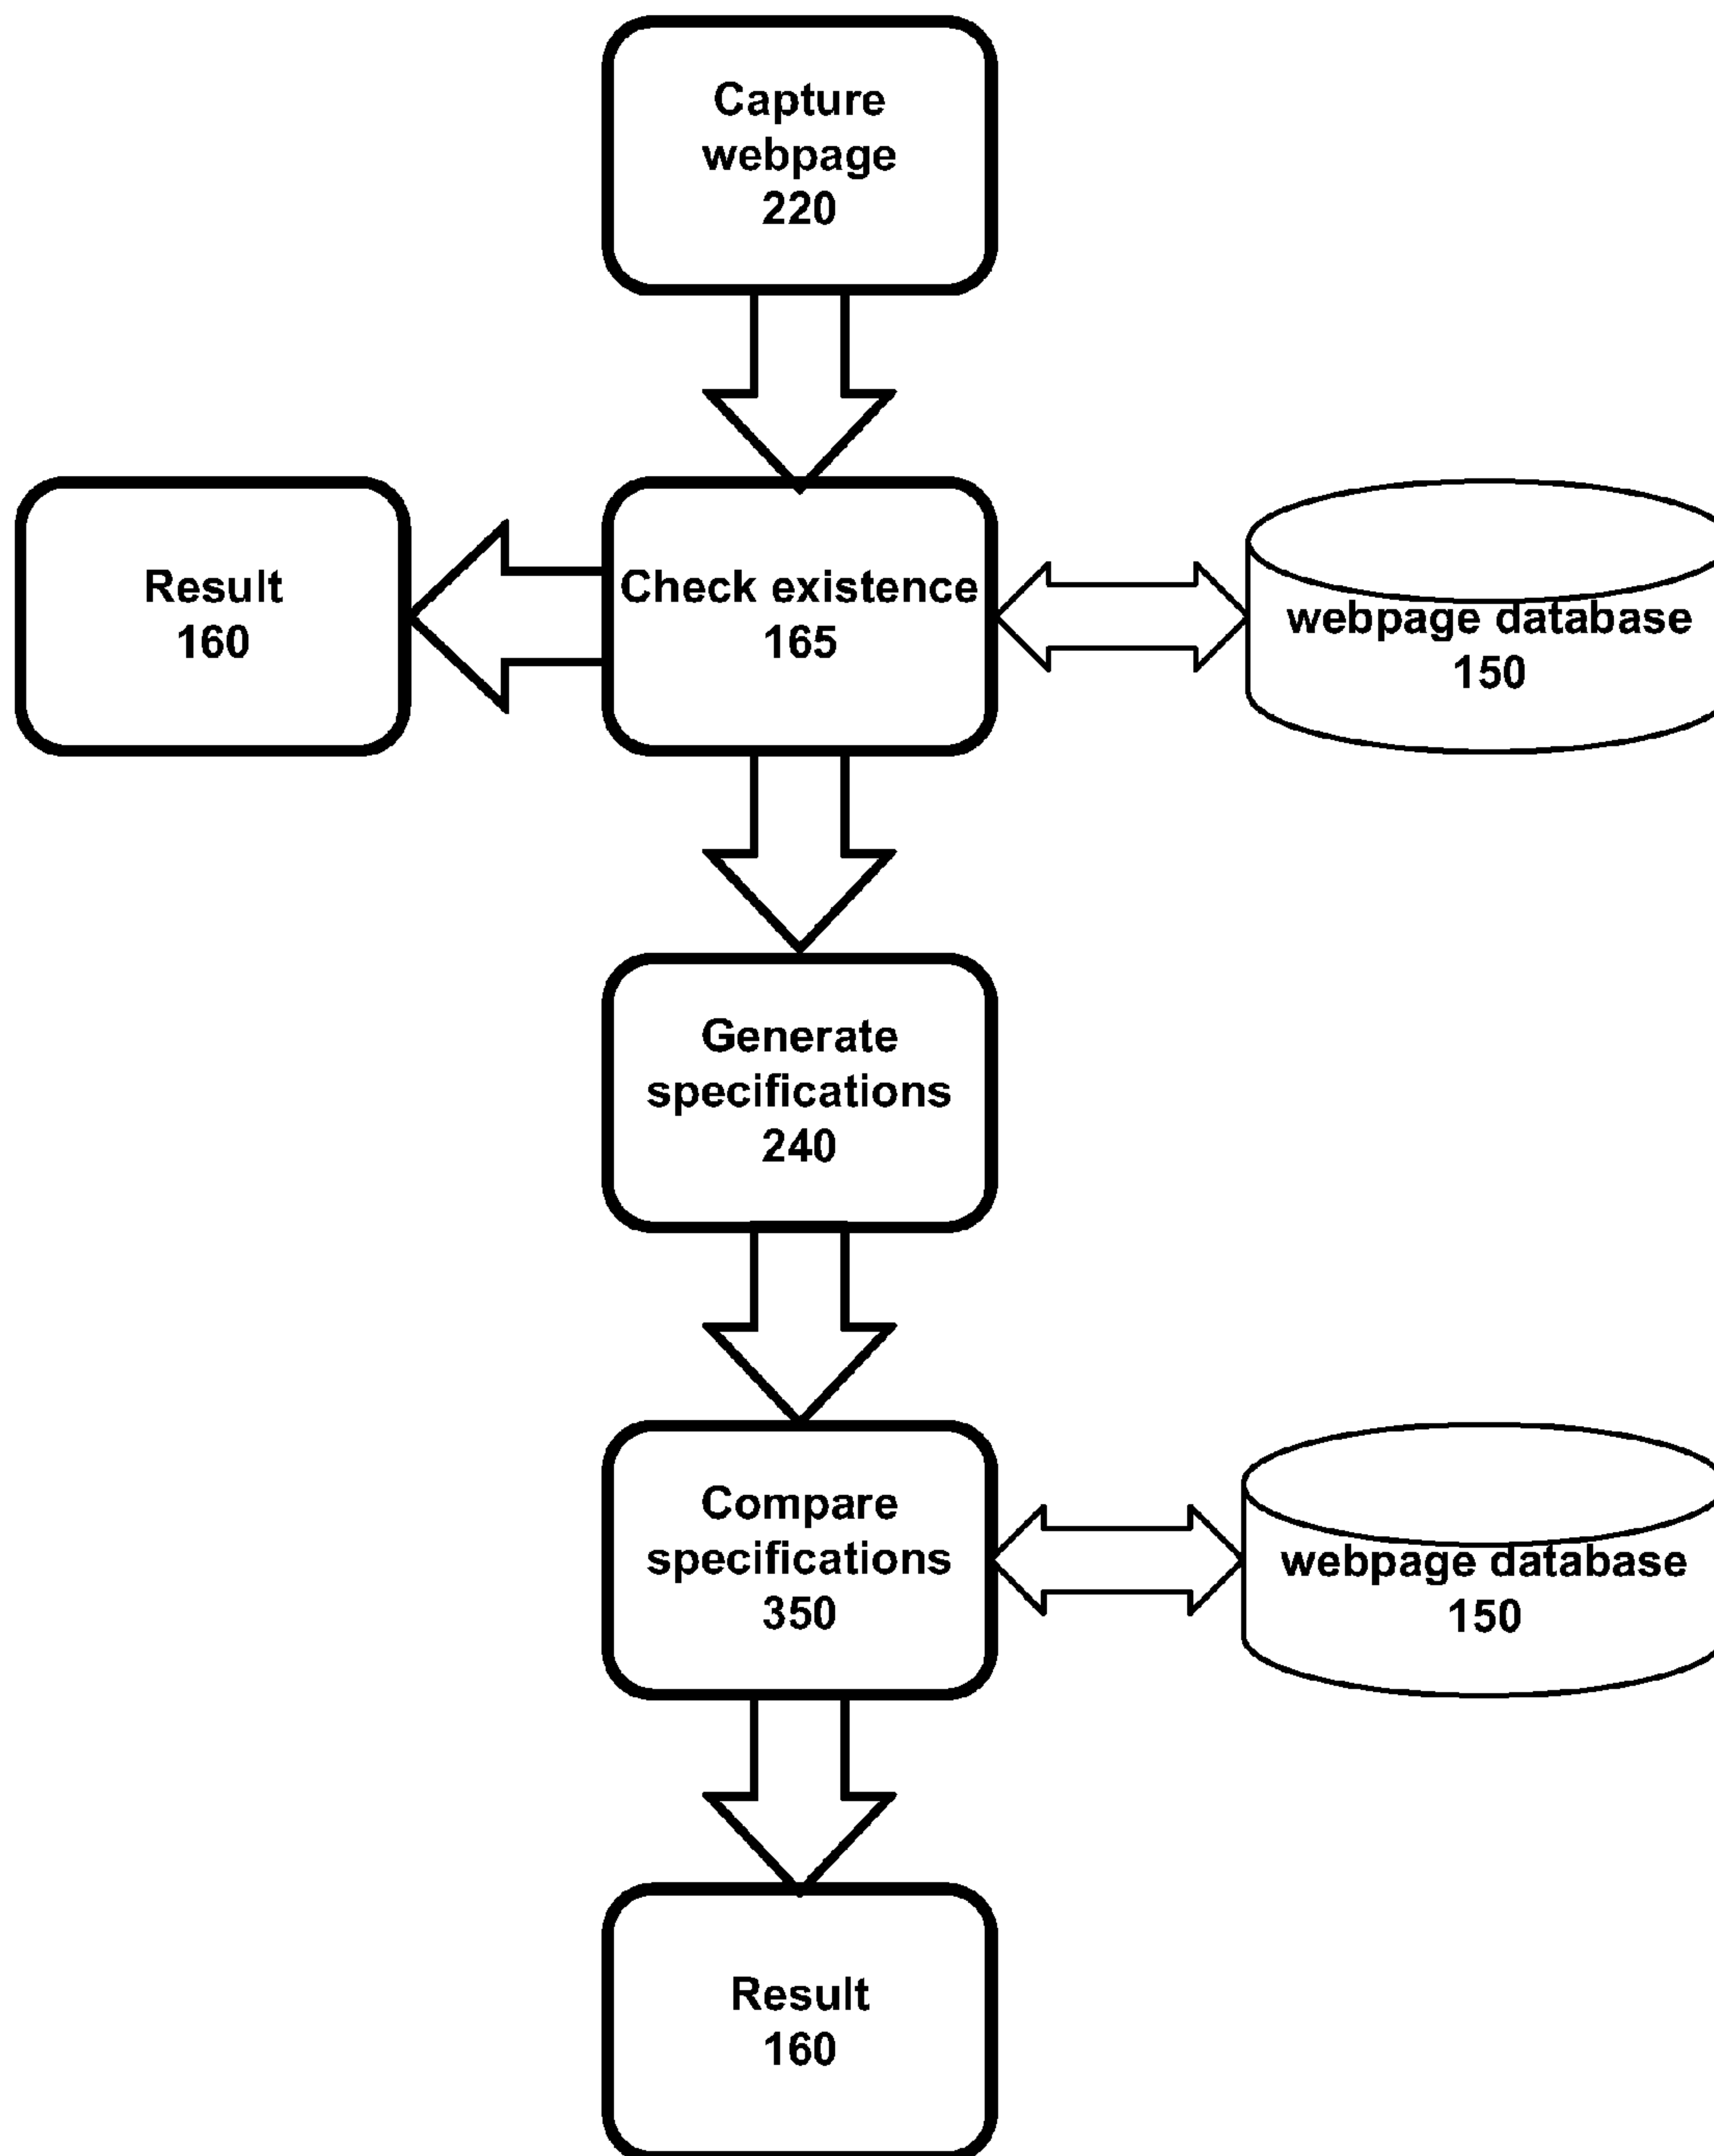 Capture
webpage
220
Result
160
Check existence
165
webpage database
150
Generate
specifications
240
Compare
specifications
350
webpage database
150
Result
160